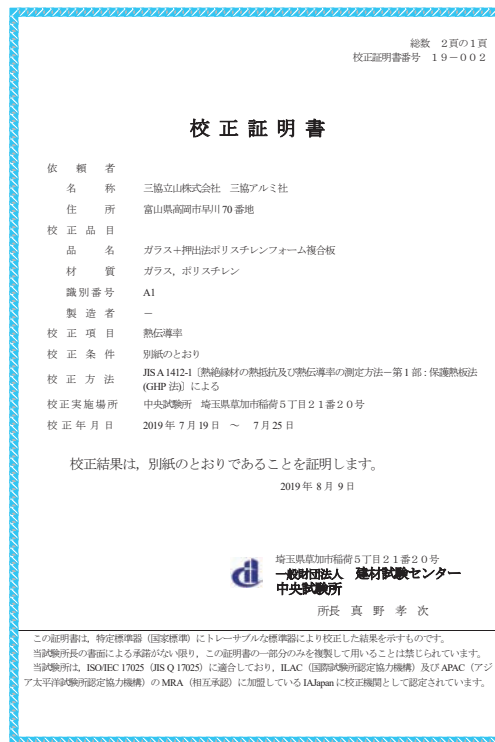 総数 2頁の1頁
校正証明書番号 19-002
校正証明書
依頼者
名称 三協立山株式会社 三協アルミ社
住所 富山県高岡市早川70番地
校正品目
品名 ガラス+押出法ポリスチレンフォーム複合板
材質 ガラス,ポリスチレン
識別番号 A1
製造者 -
校正項目 熱伝導率
校正条件 別紙のとおり
校正方法 JIS A 1412-1〔熱絶縁材の熱抵抗及び熱伝導率の測定方法-第1部:保護熱板法
(GHP法)〕による
校正実施場所 中央試験所 埼玉県草加市稲荷5丁目21番20号
校正年月日 2019年7月19日 ~ 7月25日
校正結果は,別紙のとおりであることを証明します。
2019年8月9日
埼玉県草加市稲荷5丁目21番20号
一般財団法人 建材試験センター
中央試験所
所長 真野孝次
この証明書は,特定標準器(国家標準)にトレーサブルな標準器により校正した結果を示すものです。
当試験所長の書面による承諾がない限り,この証明書の一部分のみを複製して用いることは禁じられています。
当試験所は,ISO/IEC 17025(JIS Q 17025)に適合しており,ILAC(国際試験所認定協力機構)及びAPAC(アジ
ア太平洋試験所認定協力機構)のMRA(相互承認)に加盟しているIAJapanに校正機関として認定されています。